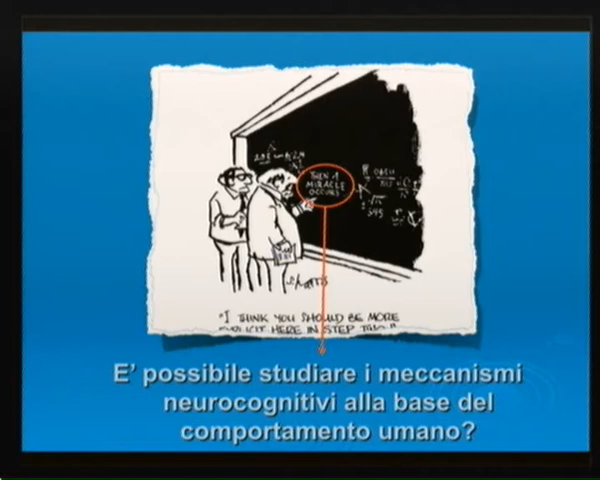 THEN A
MIRACLE
OCCURS
"I THINK YOU SHOULD BE MORE
EXPLICIT HERE IN STEP TWO."
E' possibile studiare i meccanismi
neurocognitivi alla base del
comportamento umano?